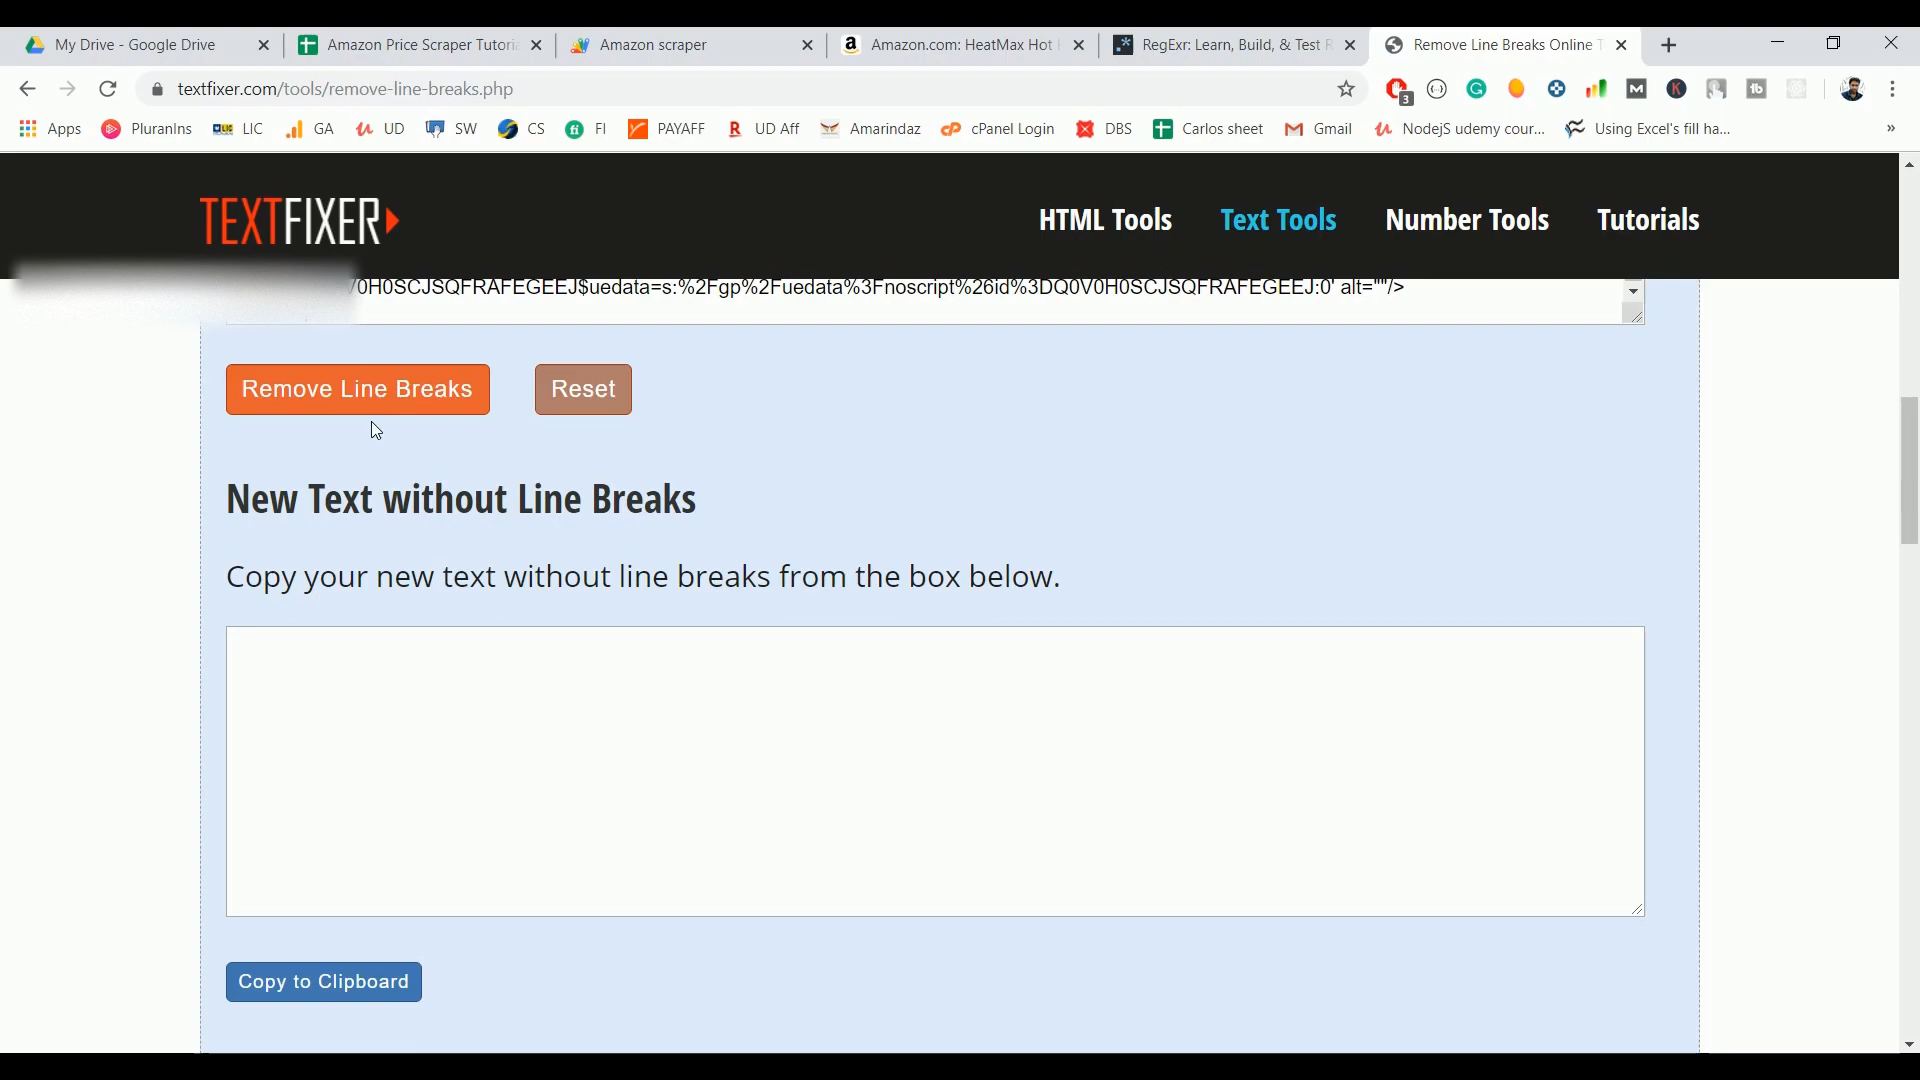 My Drive - Google Drive
Amazon Price Scraper Tutoria
Amazon scraper
Amazon.com: HeatMax Hot
RegExr: Learn, Build, & Test R
Remove Line Breaks Online T
textfixer.com/tools/remove-line-breaks.php
3
Apps
PluranIns
LIC
GA
UD
SW
CS
FI
PAYAFF
UD Aff
Amarindaz
cPanel Login
DBS
Carlos sheet
Gmail
NodejS udemy cour...
Using Excel's fill ha...
»
TEXTFIXER
HTML Tools
Text Tools
Number Tools
Tutorials
/0H0SCJSQFRAFEGEEJ$uedata=s:%2Fgp%2Fuedata%3Fnoscript%26id%3DQ0V0H0SCJSQFRAFEGEEJ:0' alt=""/>
Remove Line Breaks
Reset
New Text without Line Breaks
Copy your new text without line breaks from the box below.
Copy to Clipboard